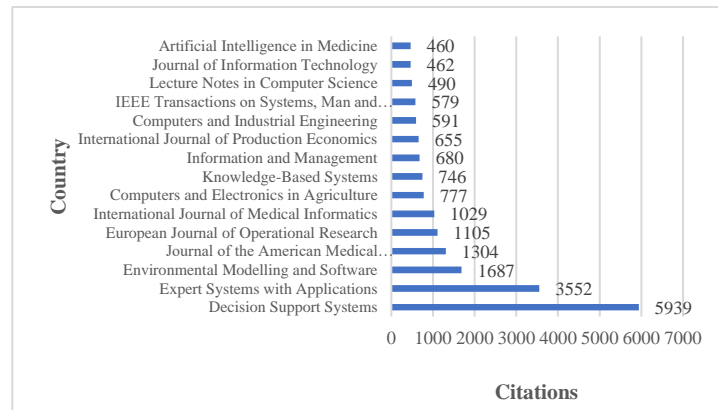 Country
Artificial Intelligence in Medicine 460
Journal of Information Technology 462
Lecture Notes in Computer Science 490
IEEE Transactions on Systems, Man and… 579
Computers and Industrial Engineering 591
International Journal of Production Economics 655
Information and Management 680
Knowledge-Based Systems 746
Computers and Electronics in Agriculture 777
International Journal of Medical Informatics 1029
European Journal of Operational Research 1105
Journal of the American Medical… 1304
Environmental Modelling and Software 1687
Expert Systems with Applications 3552
Decision Support Systems 5939
0 1000 2000 3000 4000 5000 6000 7000
Citations